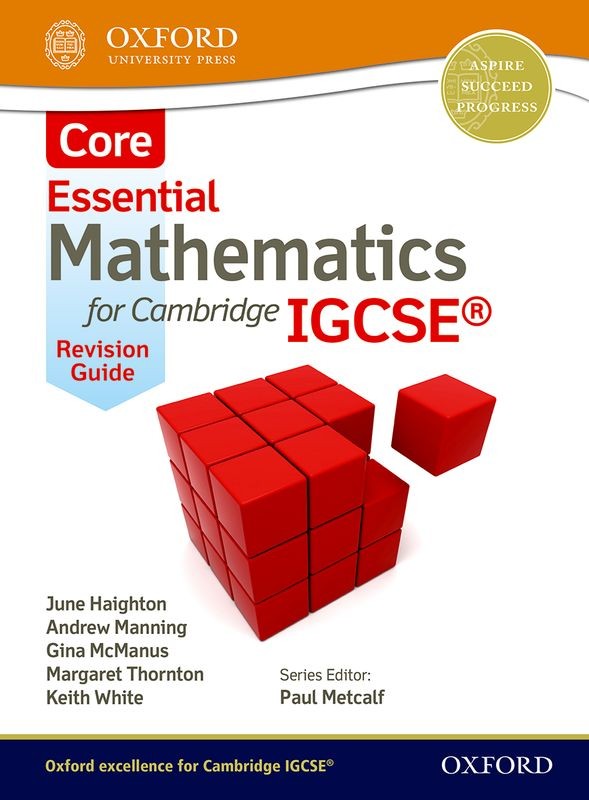 OXFORD
UNIVERSITY PRESS
ASPIRE
SUCCEED
PROGRESS
Core
Essential
Mathematics
for Cambridge IGCSE®
Revision
Guide
June Haighton
Andrew Manning
Gina McManus
Margaret Thornton
Keith White
Series Editor:
Paul Metcalf
Oxford excellence for Cambridge IGCSE®
OXFORD